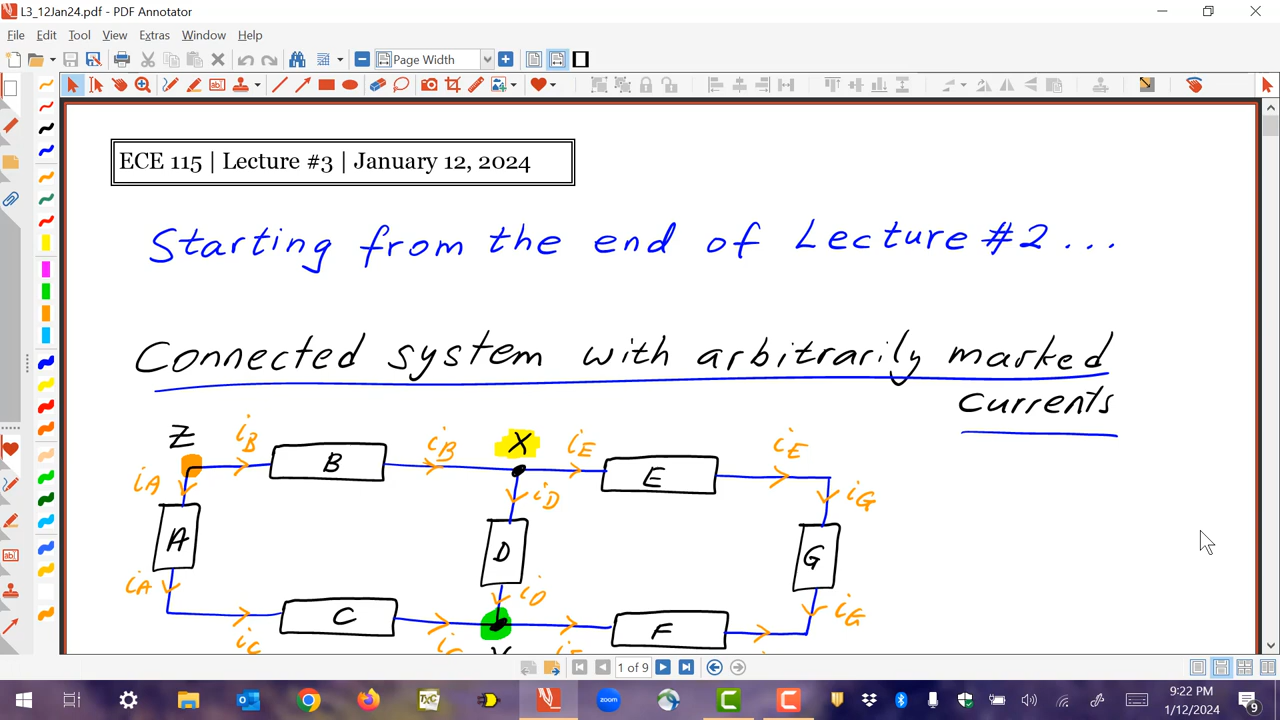 L3_12Jan24.pdf - PDF Annotator
File Edit Tool View Extras Window Help
Page Width
ECE 115 | Lecture #3 | January 12, 2024
Starting from the end of Lecture #2...
Connected system with arbitrarily marked
currents
Z iB B iB X iE E iE
iA iD iG
A D G
iA iD iG
C F
iC
1 of 9
9:22 PM
1/12/2024
9